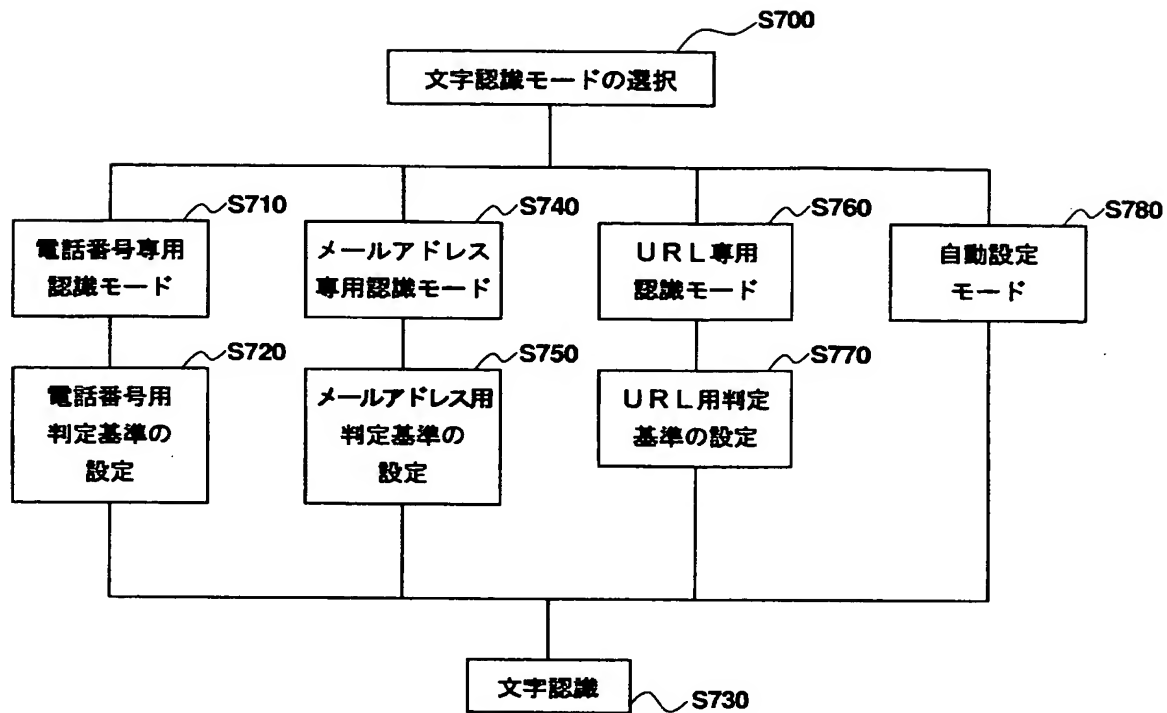 S700
文字認識モードの選択
S710
電話番号専用
認識モード
S740
メールアドレス
専用認識モード
S760
ＵＲＬ専用
認識モード
S780
自動設定
モード
S720
電話番号用
判定基準の
設定
S750
メールアドレス用
判定基準の
設定
S770
ＵＲＬ用判定
基準の設定
文字認識
S730